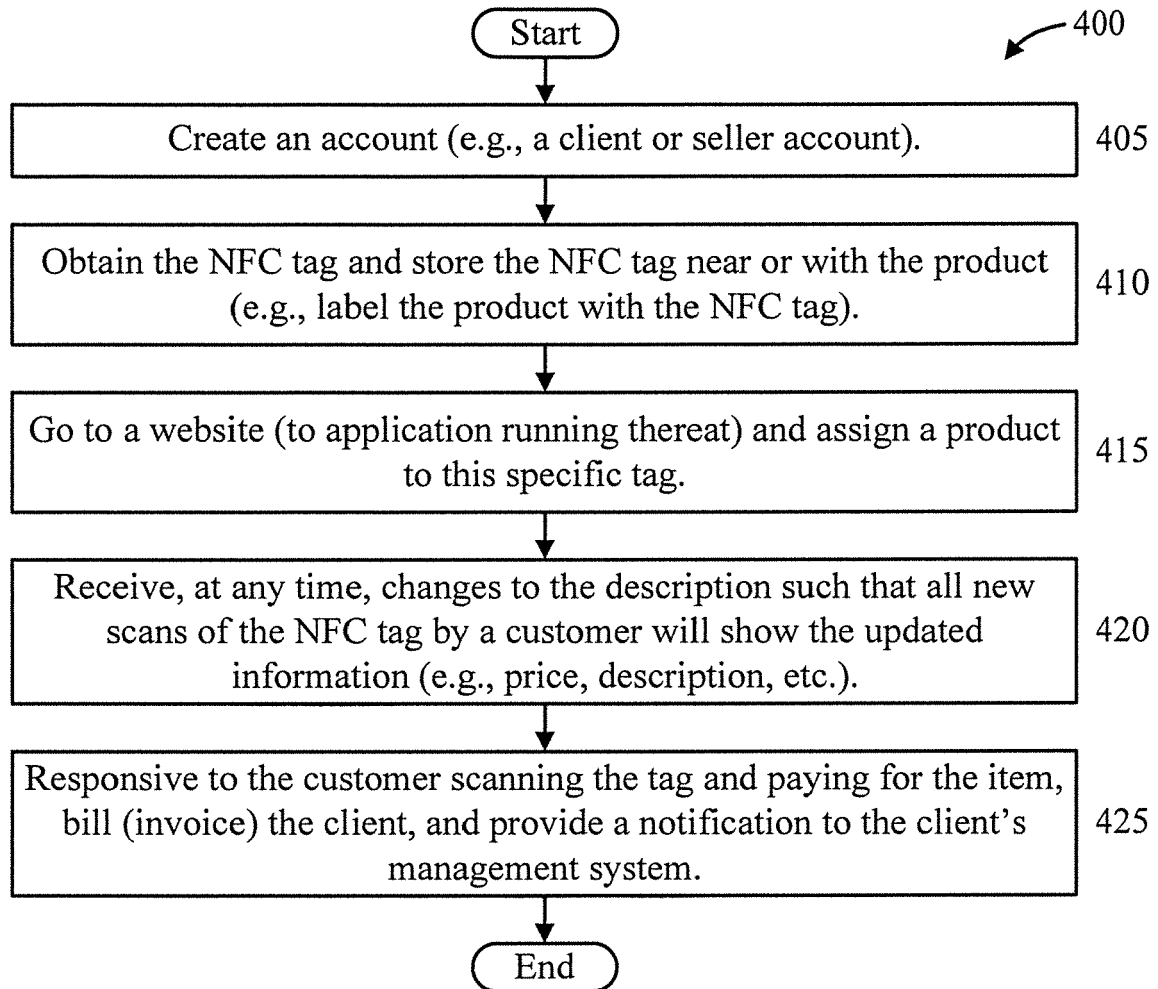 Start
400
Create an account (e.g., a client or seller account).
405
Obtain the NFC tag and store the NFC tag near or with the product
(e.g., label the product with the NFC tag).
410
Go to a website (to application running thereat) and assign a product
to this specific tag.
415
Receive, at any time, changes to the description such that all new
scans of the NFC tag by a customer will show the updated
information (e.g., price, description, etc.).
420
Responsive to the customer scanning the tag and paying for the item,
bill (invoice) the client, and provide a notification to the client’s
management system.
425
End